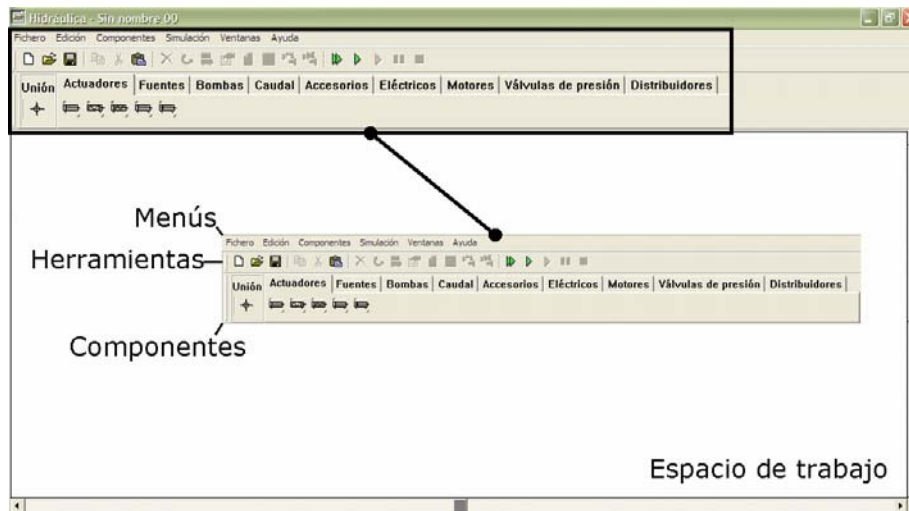 Hidráulica - Sin nombre 00
Fichero Edición Componentes Simulación Ventanas Ayuda
Unión Actuadores Fuentes Bombas Caudal Accesorios Eléctricos Motores Válvulas de presión Distribuidores
Menús
Fichero Edición Componentes Simulación Ventanas Ayuda
Herramientas
Unión Actuadores Fuentes Bombas Caudal Accesorios Eléctricos Motores Válvulas de presión Distribuidores
Componentes
Espacio de trabajo